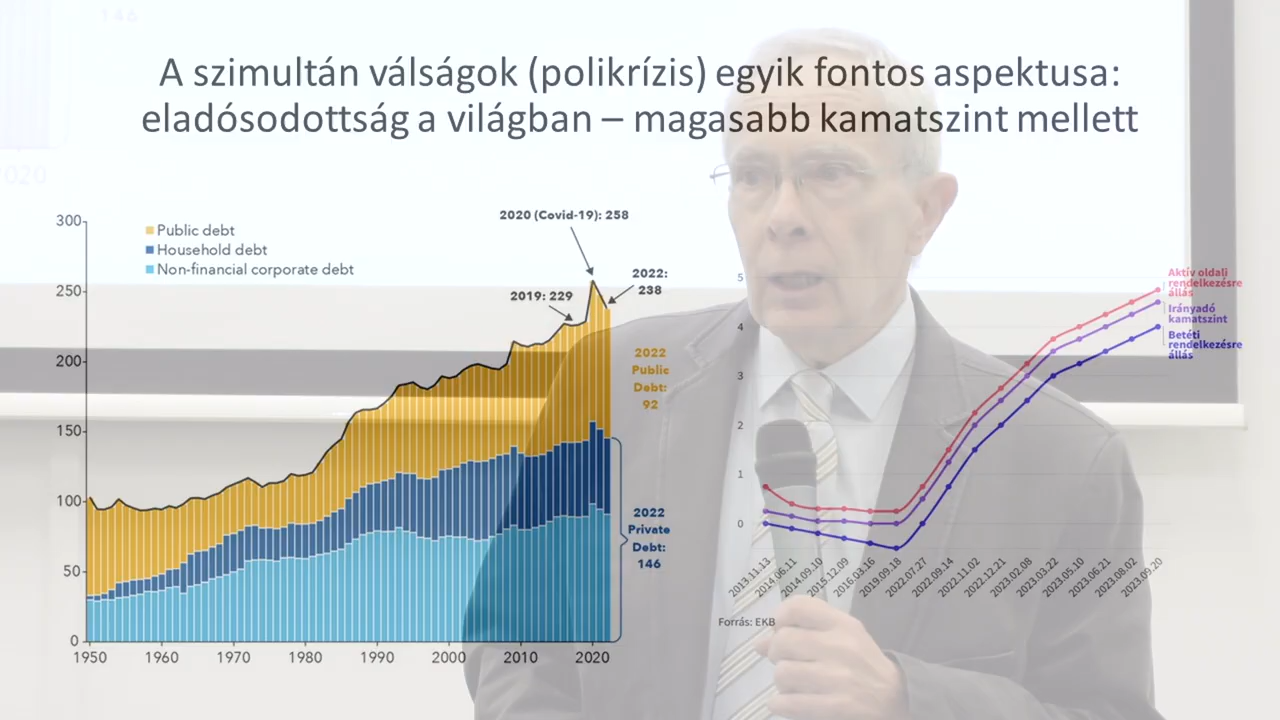 146
020
A szimultán válságok (polikrízis) egyik fontos aspektusa:
eladósodottság a világban – magasabb kamatszint mellett
300
250
200
150
100
50
0
Public debt
Household debt
Non-financial corporate debt
2020 (Covid-19): 258
2019: 229
2022:
238
2022
Public
Debt:
92
2022
Private
Debt:
146
1950
1960
1970
1980
1990
2000
2010
2020
5
4
3
2
1
0
Aktív oldali
rendelkezésre
állás
Irányadó
kamatszint
Betéti
rendelkezésre
állás
2013.11.13
2014.06.11
2014.09.10
2015.12.09
2016.03.16
2019.09.18
2022.07.27
2022.09.14
2022.11.02
2022.12.21
2023.02.08
2023.03.22
2023.05.10
2023.06.21
2023.08.02
2023.09.20
Forrás: EKB